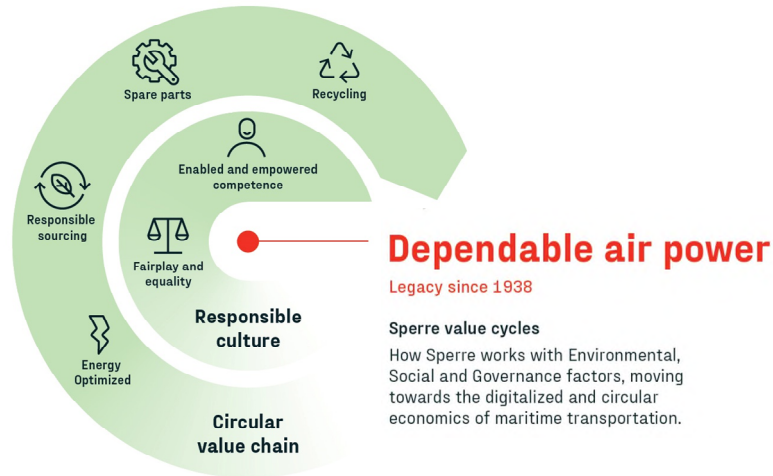 Spare parts
Recycling
Enabled and empowered
competence
Responsible
sourcing
Fairplay and
equality
Energy
Optimized
Responsible
culture
Circular
value chain
Dependable air power
Legacy since 1938
Sperre value cycles
How Sperre works with Environmental,
Social and Governance factors, moving
towards the digitalized and circular
economics of maritime transportation.